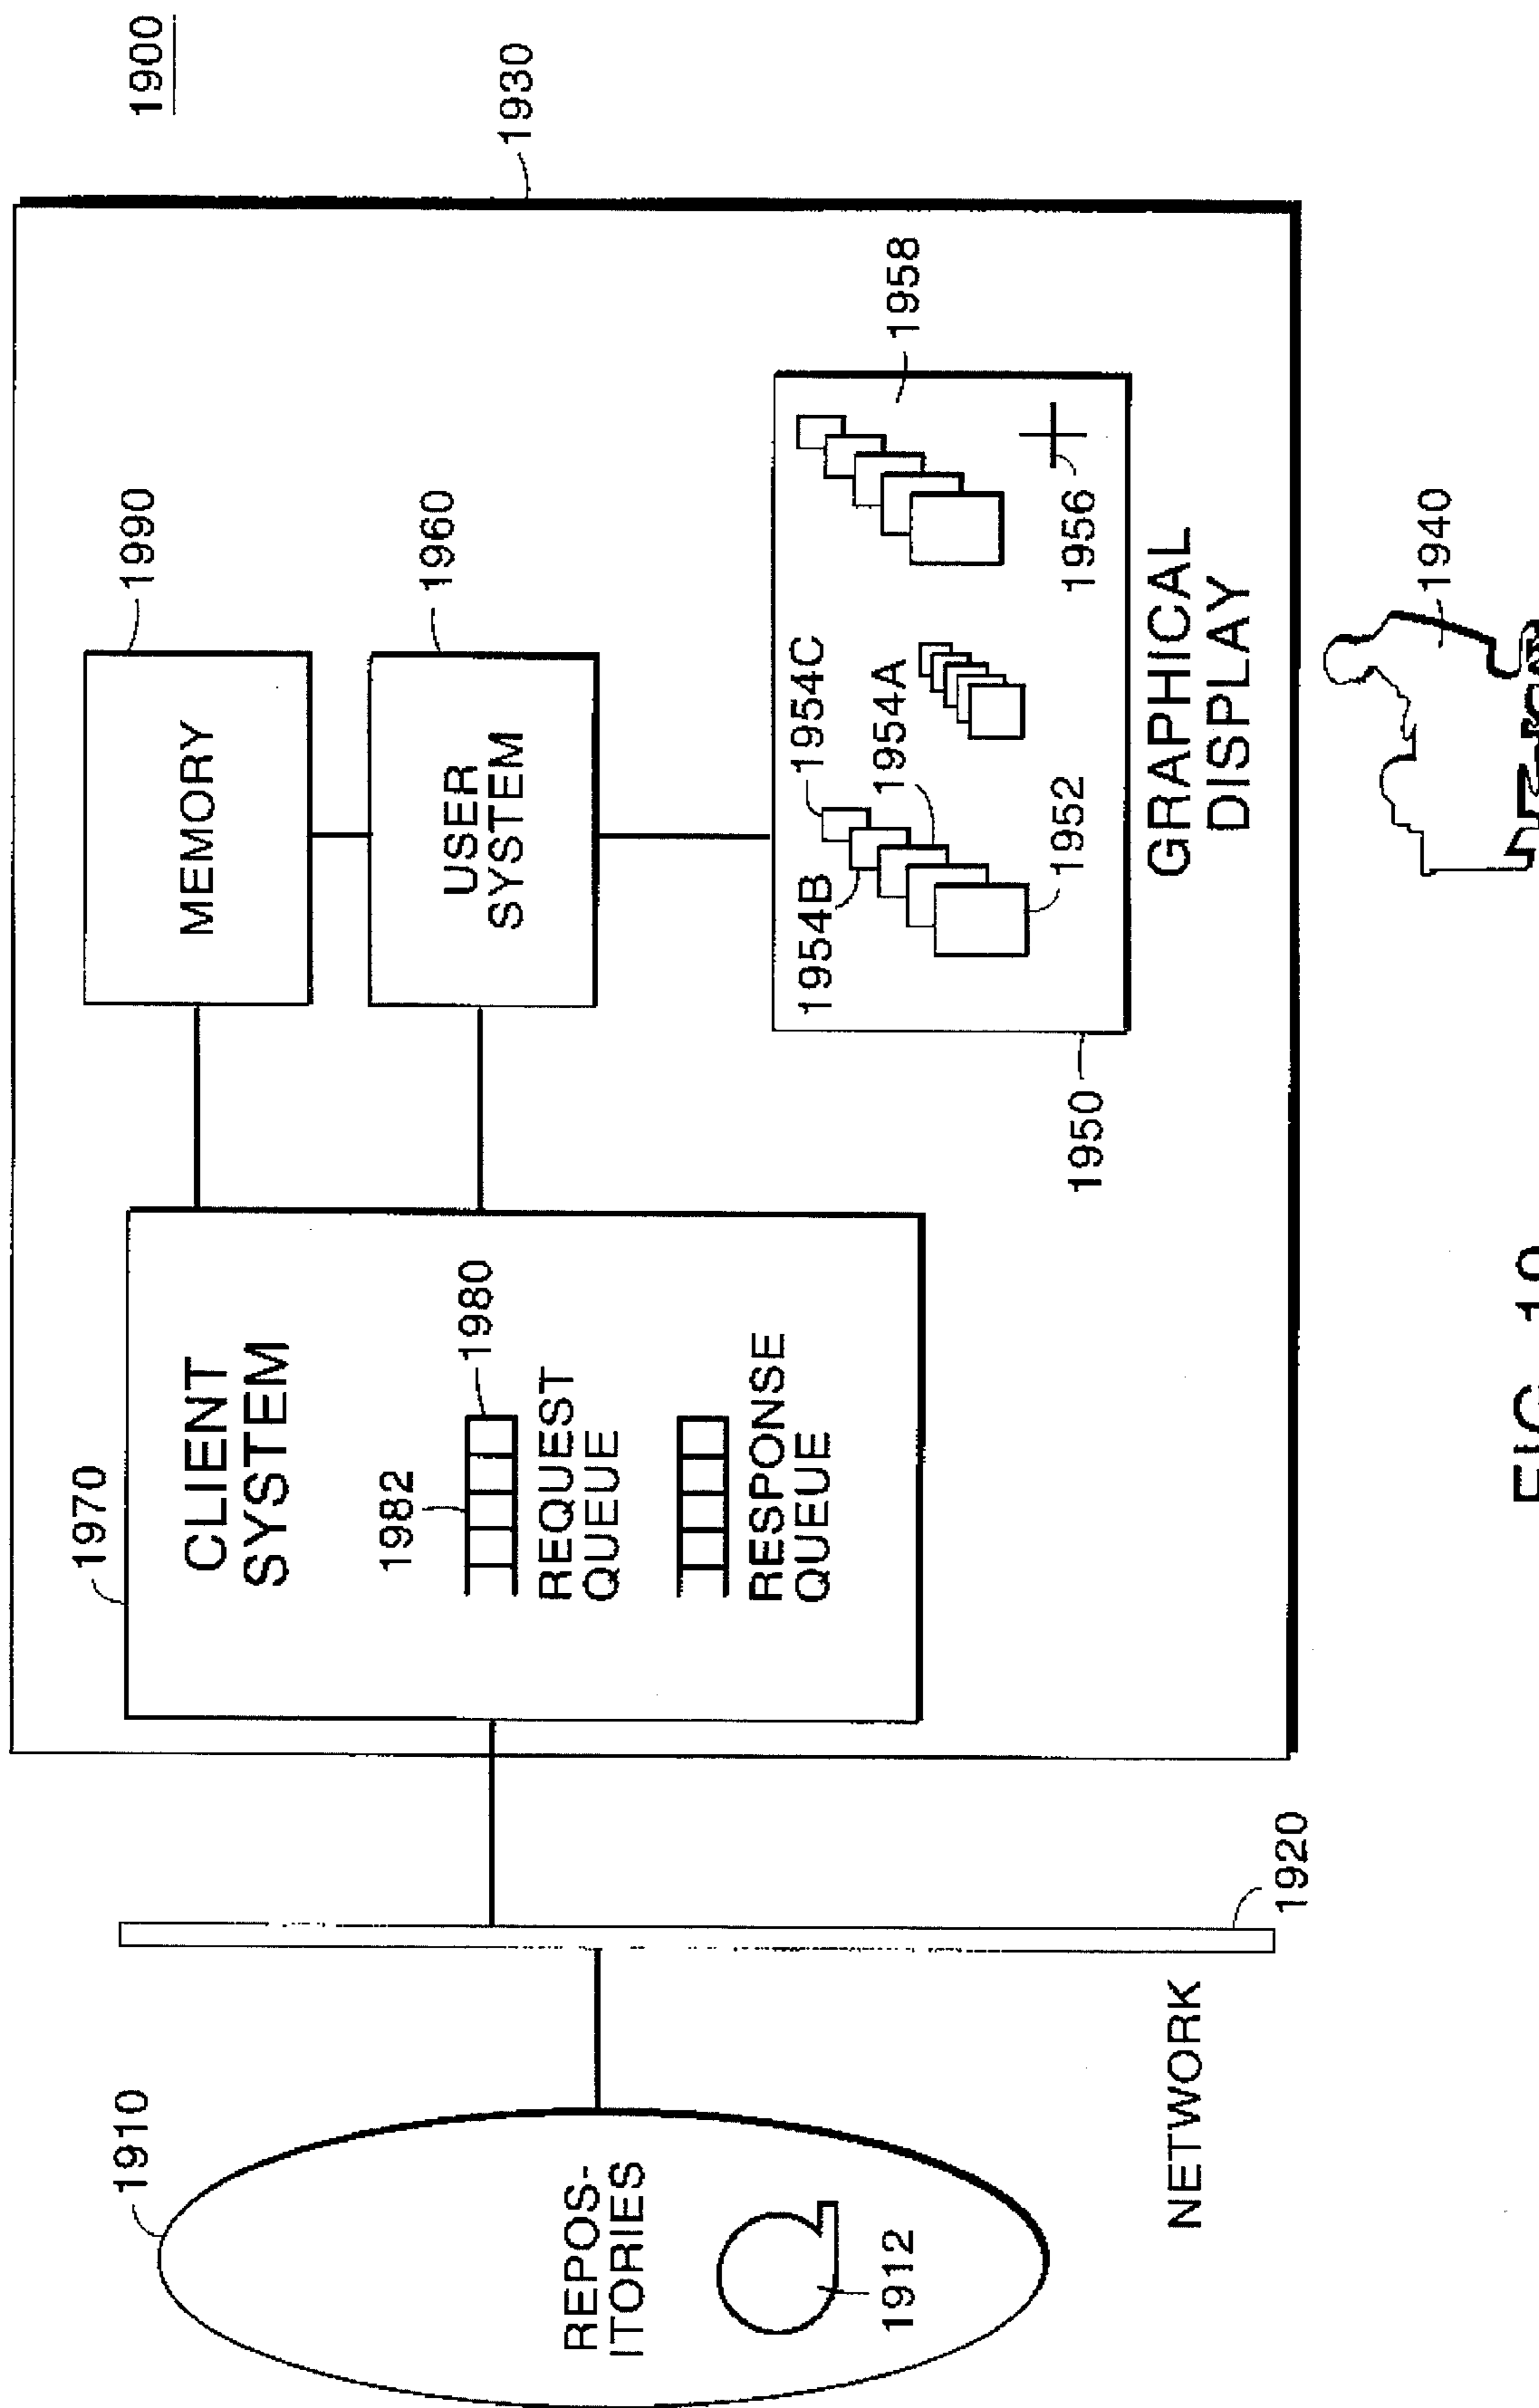 1900
1930
1970
CLIENT
SYSTEM
1982
1980
REQUEST
QUEUE
RESPONSE
QUEUE
1990
MEMORY
1960
USER
SYSTEM
1954C
1954B
1954A
1952
1958
1956
1950
GRAPHICAL
DISPLAY
1940
1910
REPOS-
ITORIES
1912
NETWORK
1920